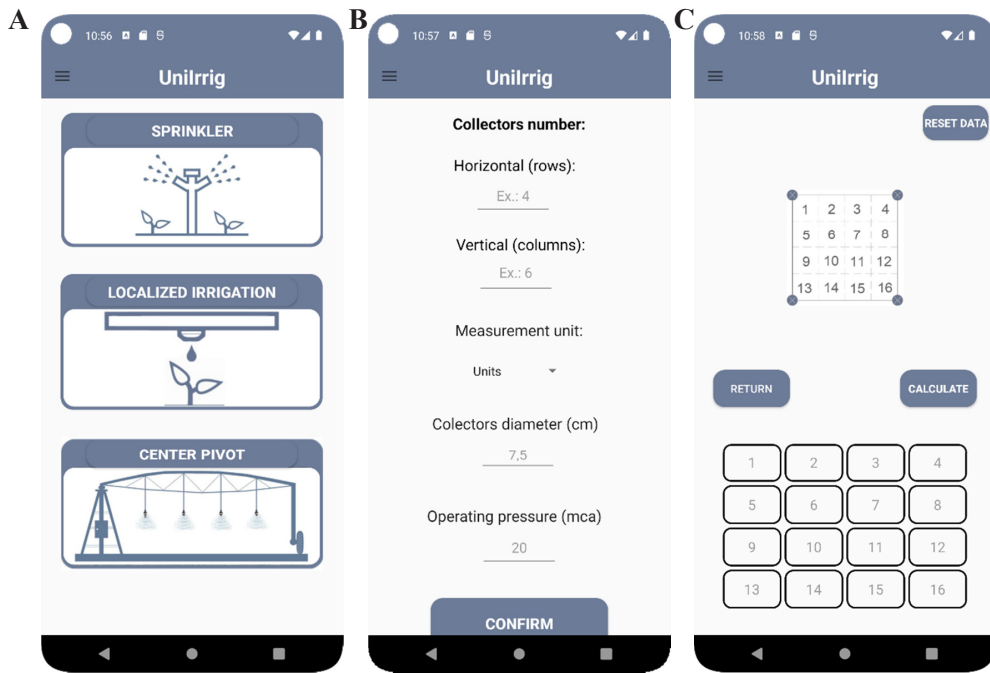 A
10:56
UniIrrig
SPRINKLER
LOCALIZED IRRIGATION
CENTER PIVOT
B
10:57
UniIrrig
Collectors number:
Horizontal (rows):
Ex.: 4
Vertical (columns):
Ex.: 6
Measurement unit:
Units
Colectors diameter (cm)
7,5
Operating pressure (mca)
20
CONFIRM
C
10:58
UniIrrig
RESET DATA
1 2 3 4
5 6 7 8
9 10 11 12
13 14 15 16
RETURN
CALCULATE
1 2 3 4
5 6 7 8
9 10 11 12
13 14 15 16